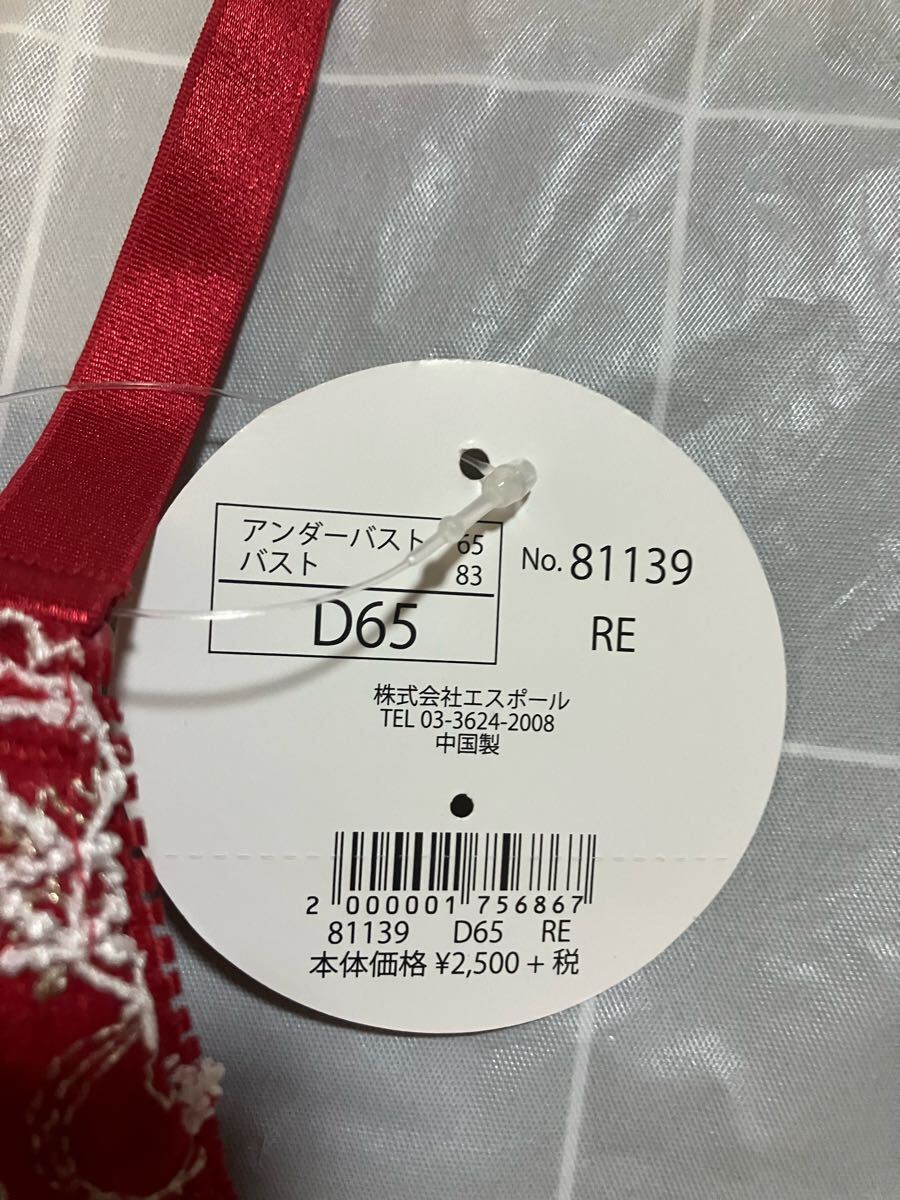 アンダーバスト 65
バスト 83
D65
No. 81139
RE
株式会社エスポール
TEL 03-3624-2008
中国製
2 000001 756867
81139 D65 RE
本体価格 ¥2,500 + 税